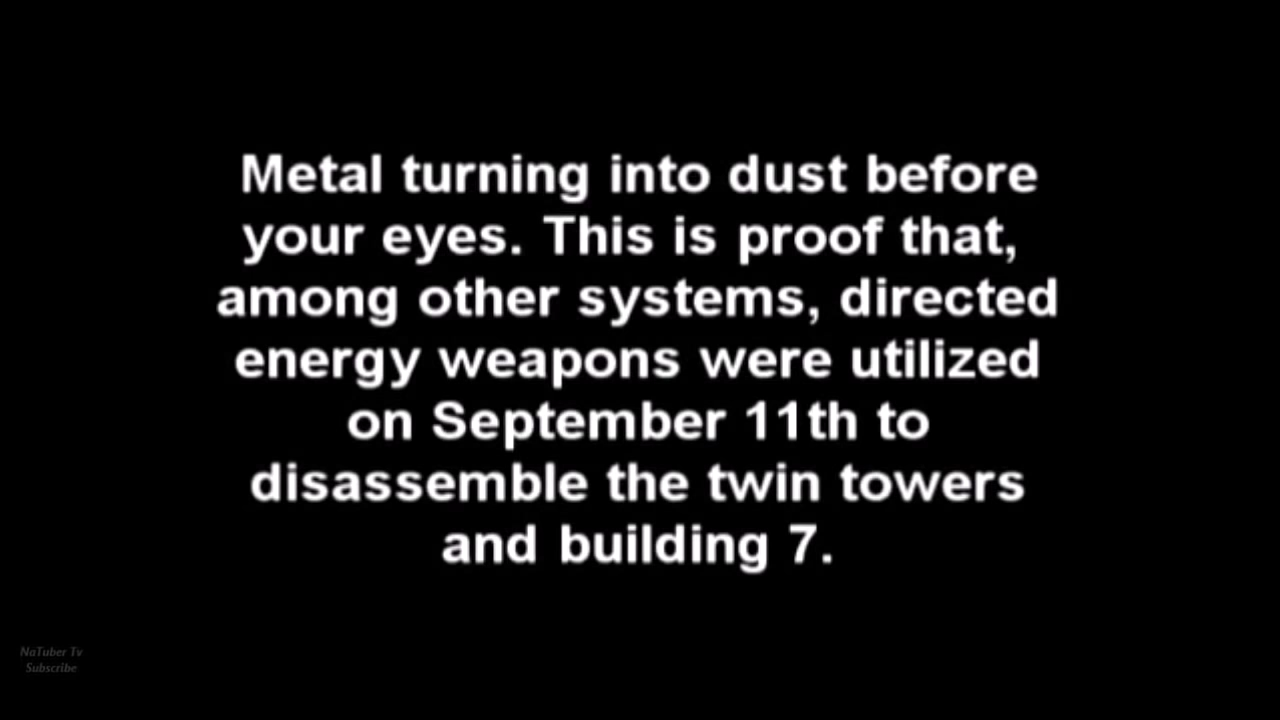 Metal turning into dust before
your eyes. This is proof that,
among other systems, directed
energy weapons were utilized
on September 11th to
disassemble the twin towers
and building 7.
NaTuber Tv
Subscribe